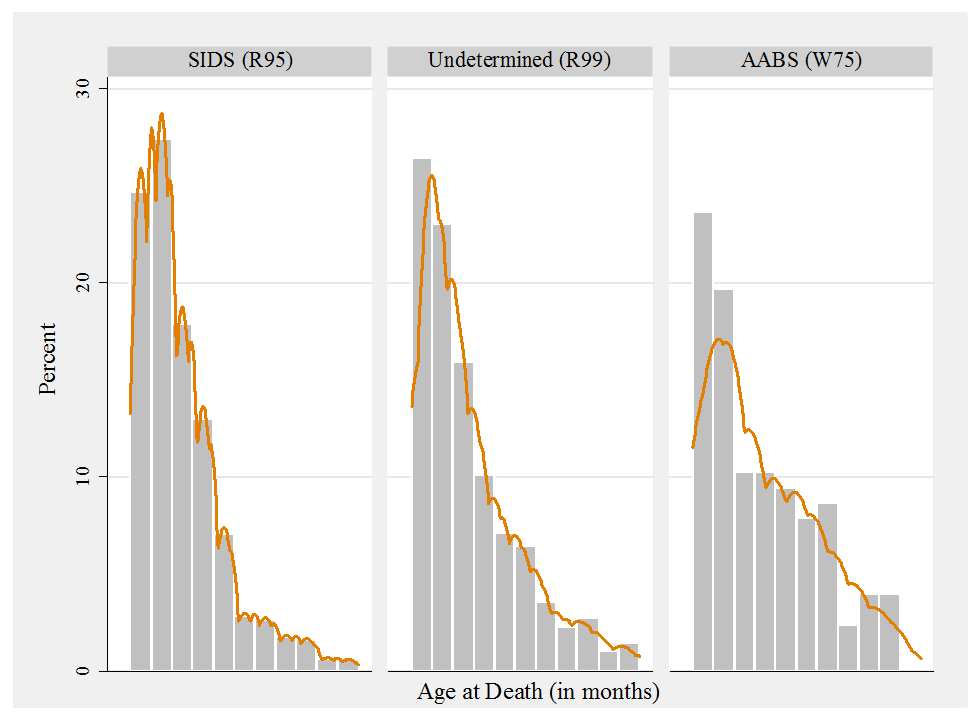 SIDS (R95)
Undetermined (R99)
AABS (W75)
30
20
10
0
Percent
Age at Death (in months)